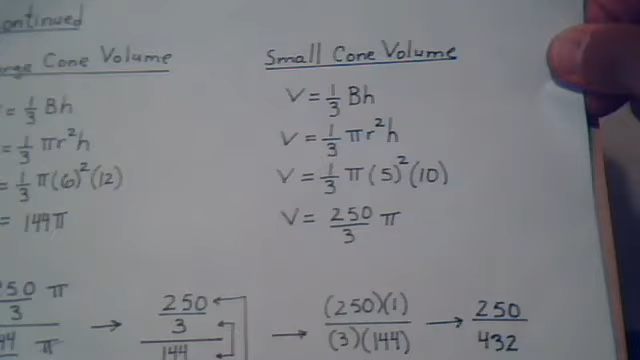 ontinued
Cone Volume
= 1/3 Bh
= 1/3 πr²h
= 1/3 π(6)²(12)
= 144π
Small Cone Volume
V = 1/3 Bh
V = 1/3 πr²h
V = 1/3 π(5)²(10)
V = 250/3 π
250/3 π → 250/3 / 144 → (250)(1)/(3)(144) → 250/432
π